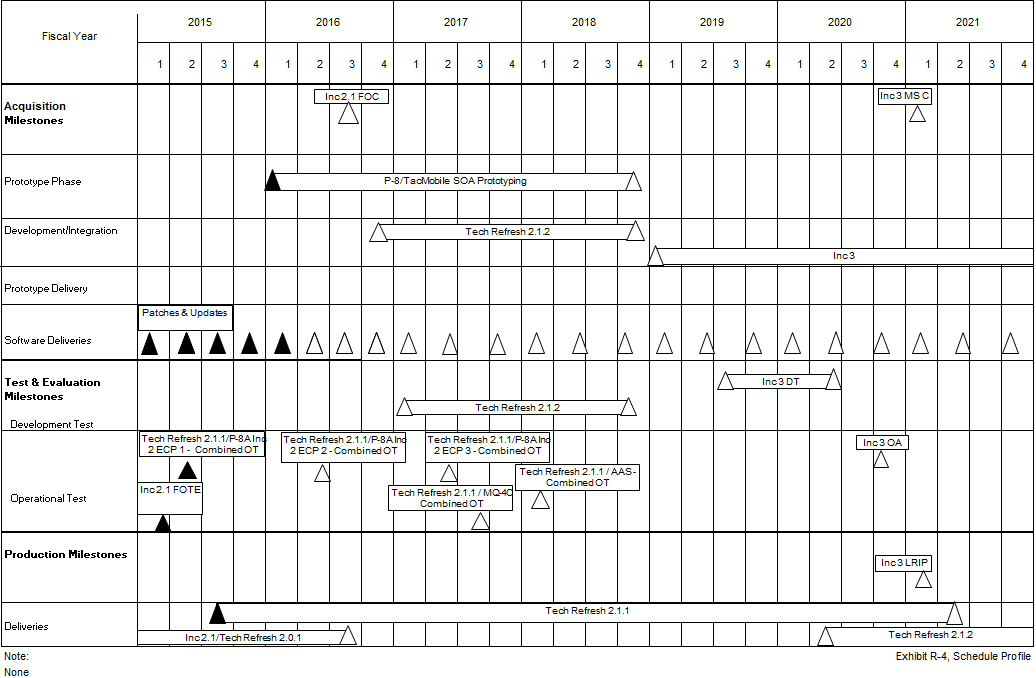 Fiscal Year
2015 2016 2017 2018 2019 2020 2021
1 2 3 4 1 2 3 4 1 2 3 4 1 2 3 4 1 2 3 4 1 2 3 4 1 2 3 4
Acquisition
Milestones
Inc 2.1 FOC
Inc 3 MS C
Prototype Phase
P-8/TacMobile SOA Prototyping
Development/Integration
Tech Refresh 2.1.2
Inc 3
Prototype Delivery
Patches & Updates
Software Deliveries
Test & Evaluation
Milestones
Inc 3 DT
Tech Refresh 2.1.2
Development Test
Tech Refresh 2.1.1/P-8A Inc
2 ECP 1 - Combined OT
Tech Refresh 2.1.1/P-8A Inc
2 ECP 2 - Combined OT
Tech Refresh 2.1.1/P-8A Inc
2 ECP 3 - Combined OT
Inc 3 OA
Tech Refresh 2.1.1 / AAS -
Combined OT
Operational Test
Inc 2.1 FOTE
Tech Refresh 2.1.1 / MQ-4C
Combined OT
Production Milestones
Inc 3 LRIP
Deliveries
Tech Refresh 2.1.1
Inc 2.1/Tech Refresh 2.0.1
Tech Refresh 2.1.2
Note:
Exhibit R-4, Schedule Profile
None